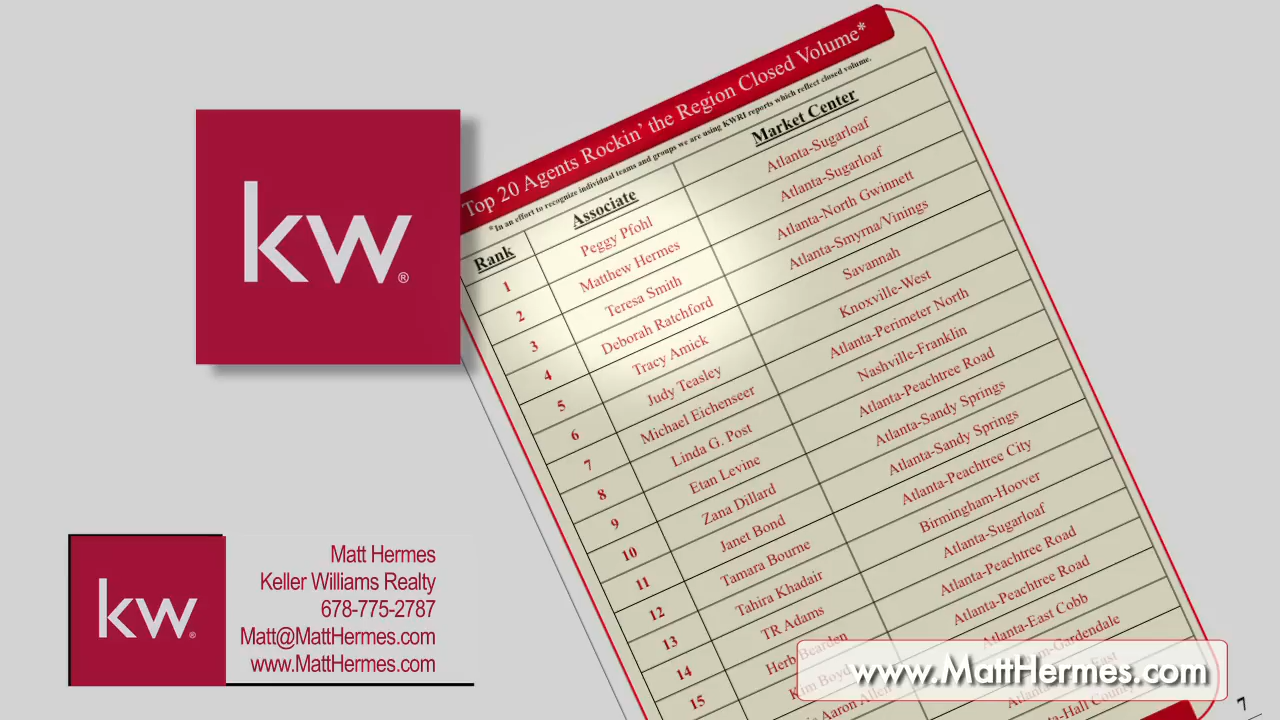 kw®
Top 20 Agents Rockin' the Region Closed Volume*
*In an effort to recognize individual teams and groups we are using KWRI reports which reflect closed volume.
Rank Associate Market Center
1 Peggy Pfohl Atlanta-Sugarloaf
2 Matthew Hermes Atlanta-Sugarloaf
3 Teresa Smith Atlanta-North Gwinnett
4 Deborah Ratchford Atlanta-Smyrna/Vinings
5 Tracy Amick Savannah
6 Judy Teasley Knoxville-West
7 Michael Eichenseer Atlanta-Perimeter North
8 Linda G. Post Nashville-Franklin
9 Etan Levine Atlanta-Peachtree Road
10 Zana Dillard Atlanta-Sandy Springs
11 Janet Bond Atlanta-Sandy Springs
12 Tamara Bourne Atlanta-Peachtree City
13 Tahira Khadair Birmingham-Hoover
14 TR Adams Atlanta-Sugarloaf
15 Herb Bearden Atlanta-Peachtree Road
Kim Boyd Atlanta-Peachtree Road
Aaron Allen Atlanta-East Cobb
7
kw®
Matt Hermes
Keller Williams Realty
678-775-2787
Matt@MattHermes.com
www.MattHermes.com
www.MattHermes.com